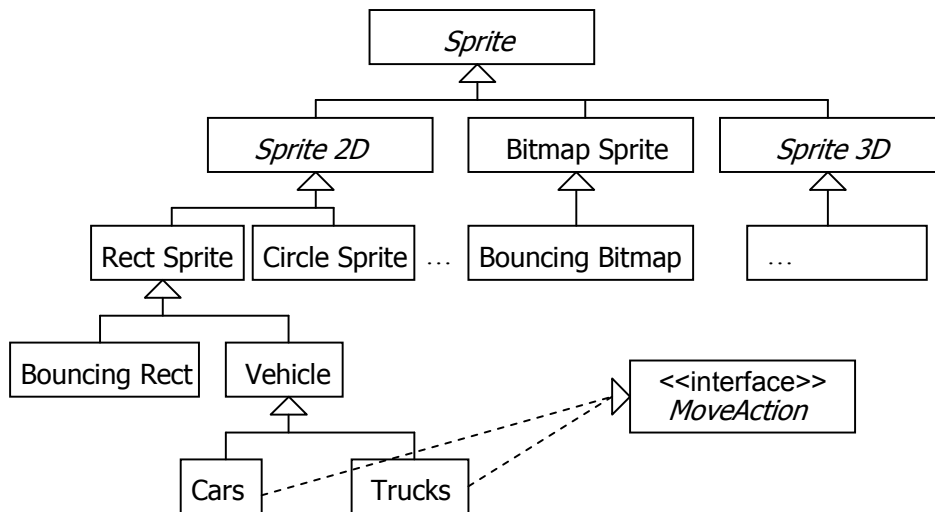 Sprite
Sprite 2D
Bitmap Sprite
Sprite 3D
Rect Sprite
Circle Sprite
...
Bouncing Bitmap
...
Bouncing Rect
Vehicle
<<interface>>
MoveAction
Cars
Trucks